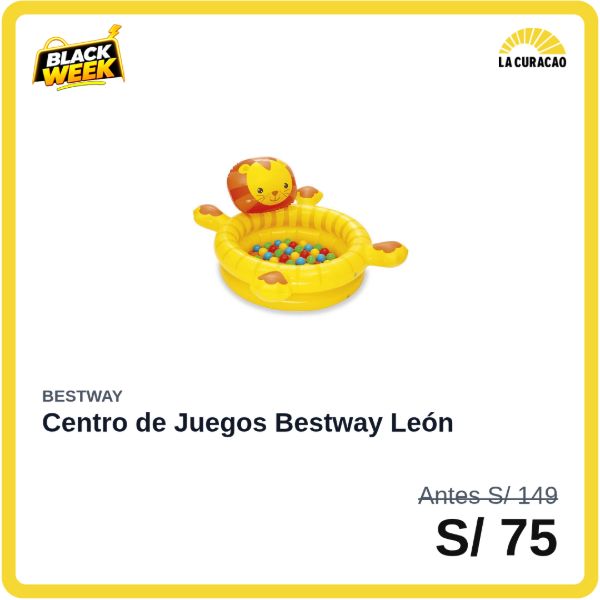 BLACK
WEEK
LA CURACAO
BESTWAY
Centro de Juegos Bestway León
Antes S/ 149
S/ 75